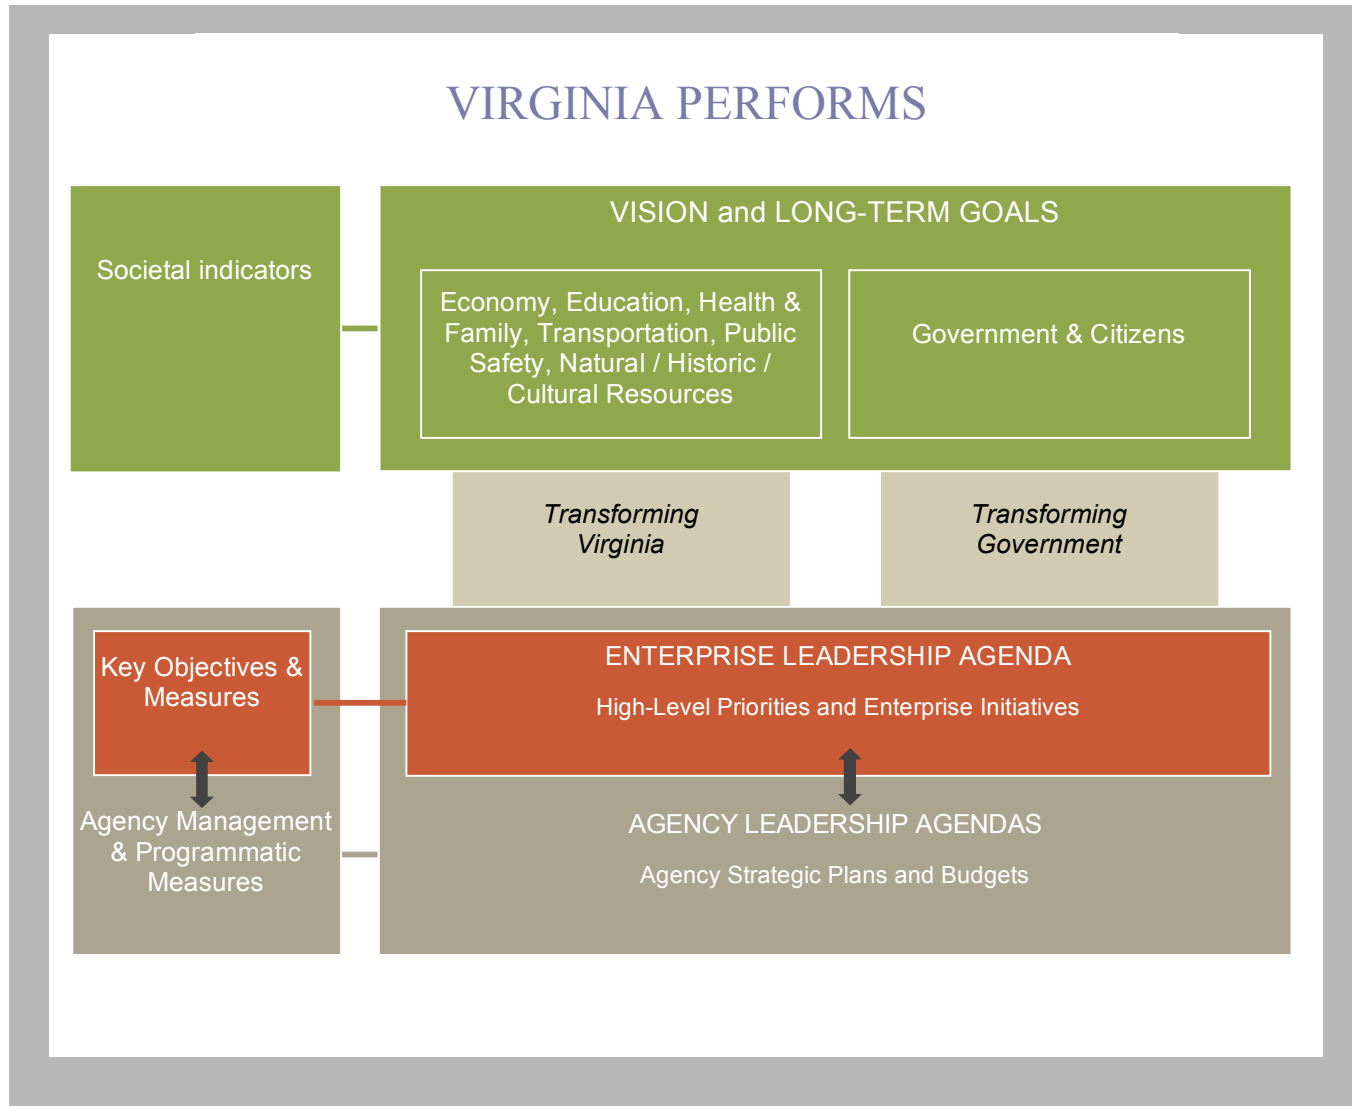 VIRGINIA PERFORMS
Societal indicators
VISION and LONG-TERM GOALS
Economy, Education, Health &
Family, Transportation, Public
Safety, Natural / Historic /
Cultural Resources
Government & Citizens
Transforming
Virginia
Transforming
Government
Key Objectives &
Measures
ENTERPRISE LEADERSHIP AGENDA
High-Level Priorities and Enterprise Initiatives
Agency Management
& Programmatic
Measures
AGENCY LEADERSHIP AGENDAS
Agency Strategic Plans and Budgets